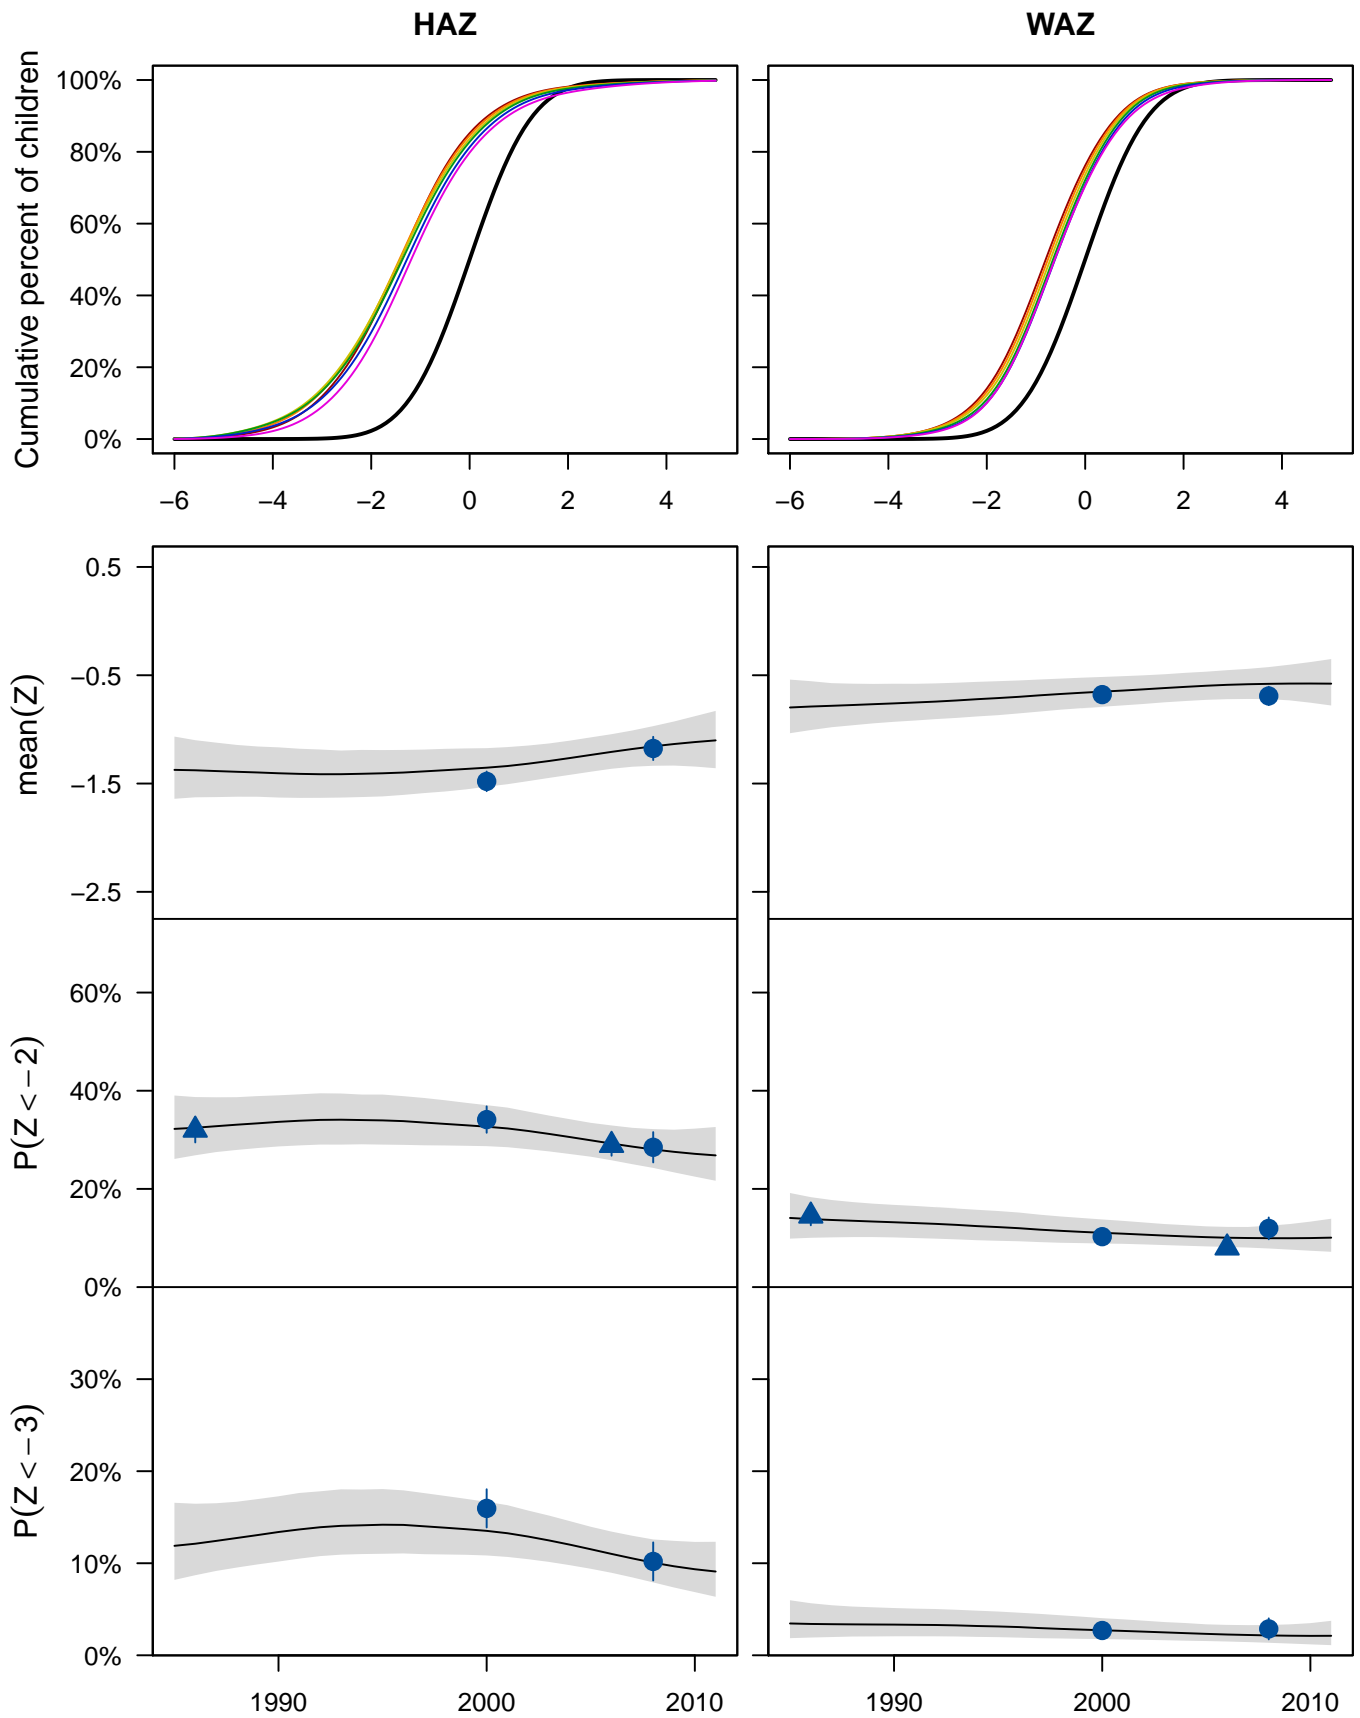 HAZ
WAZ
Cumulative percent of children
100%
80%
60%
40%
20%
0%
−6 −4 −2 0 2 4
−6 −4 −2 0 2 4
mean(Z)
0.5
−0.5
−1.5
−2.5
P(Z < −2)
60%
40%
20%
0%
P(Z < −3)
30%
20%
10%
0%
1990 2000 2010
1990 2000 2010